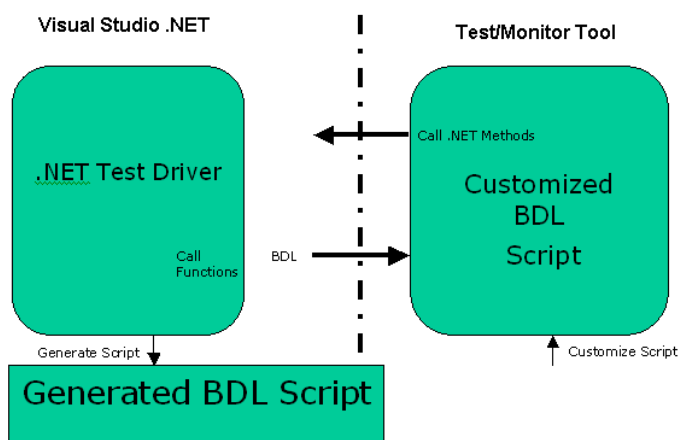 Visual Studio .NET
Test/Monitor Tool
Call .NET Methods
.NET Test Driver
Customized
BDL
Script
Call
Functions
BDL
Generate Script
Customize Script
Generated BDL Script